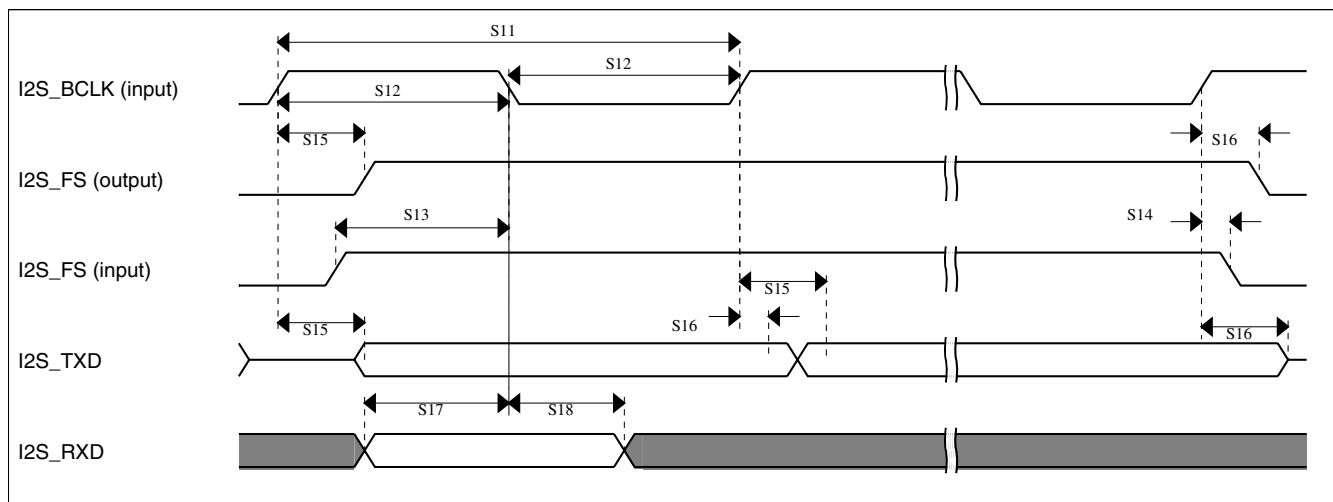 S11
I2S_BCLK (input)
S12
S12
S15
S16
I2S_FS (output)
S13
S14
I2S_FS (input)
S15
S15
S16
S16
I2S_TXD
S17
S18
I2S_RXD